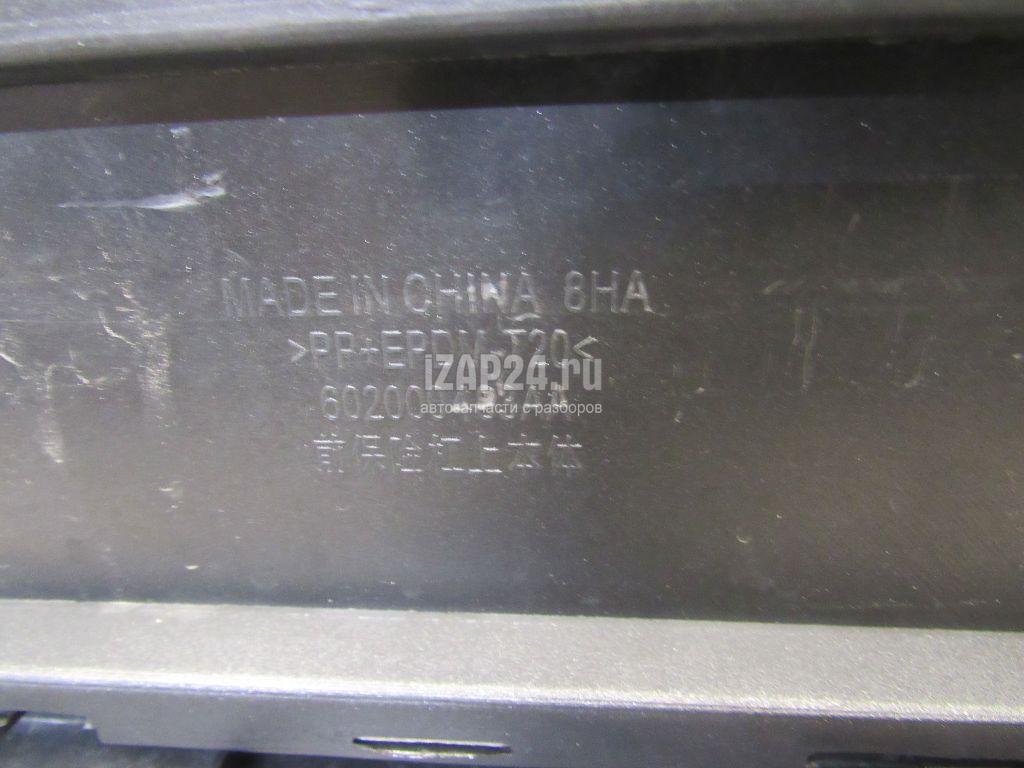 MADE IN CHINA 8HA
>PP+EPDM-T20<
iZAP24.ru
автозапчасти с разборов
前保险杠上本体